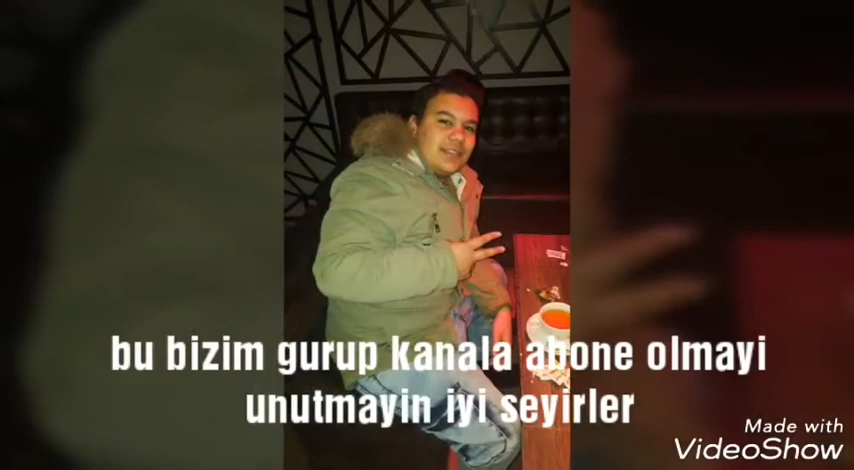 bu bizim gurup kanala abone olmayi
unutmayin iyi seyirler
Made with
VideoShow